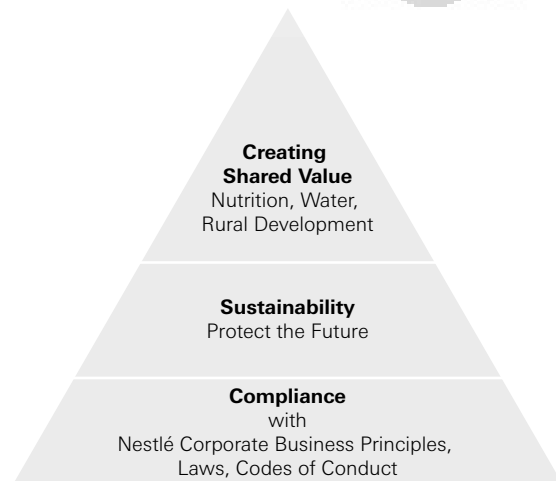 Creating
Shared Value
Nutrition, Water,
Rural Development
Sustainability
Protect the Future
Compliance
with
Nestlé Corporate Business Principles,
Laws, Codes of Conduct